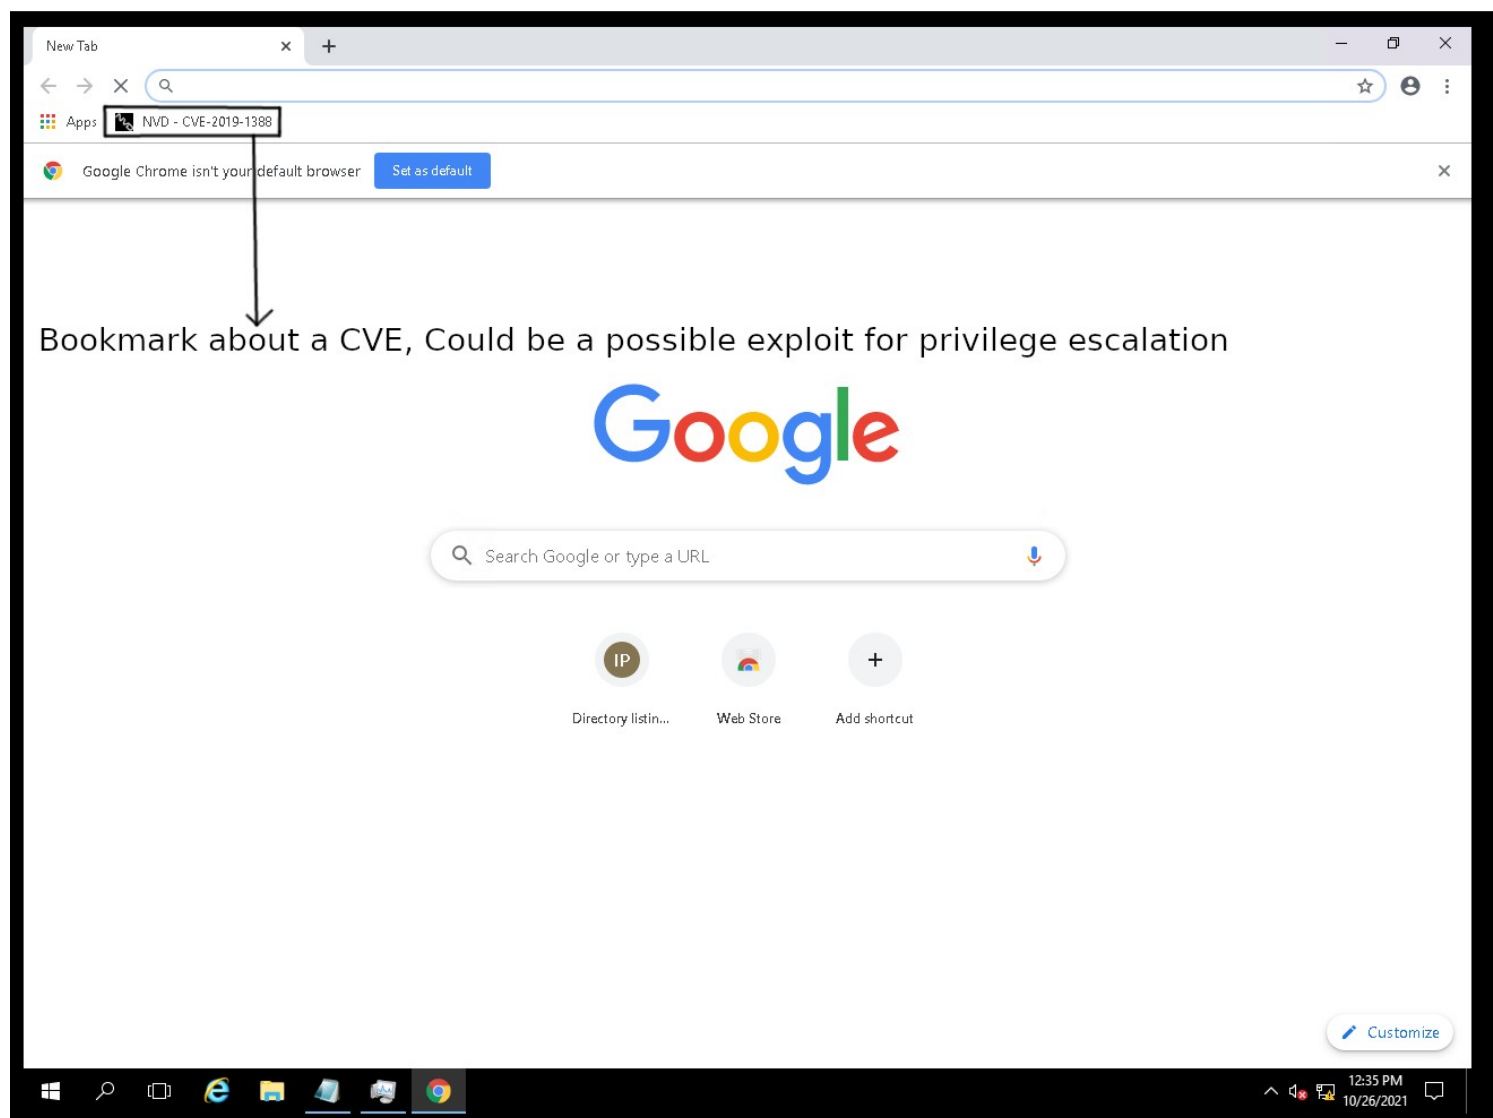 New Tab
Apps NVD - CVE-2019-1388
Google Chrome isn't your default browser Set as default
Bookmark about a CVE, Could be a possible exploit for privilege escalation
Google
Search Google or type a URL
IP
Directory listin... Web Store Add shortcut
Customize
12:35 PM
10/26/2021